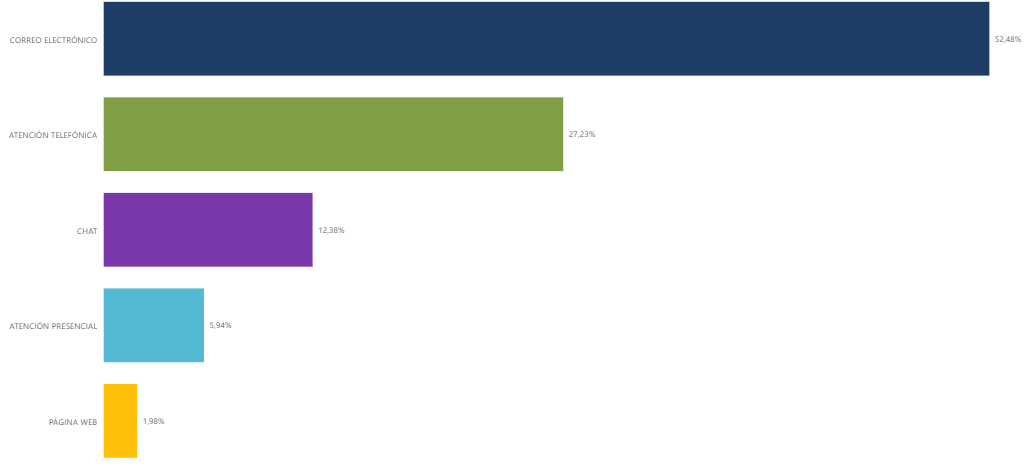 CORREO ELECTRÓNICO 52,48%
ATENCIÓN TELEFÓNICA 27,23%
CHAT 12,38%
ATENCIÓN PRESENCIAL 5,94%
PÁGINA WEB 1,98%